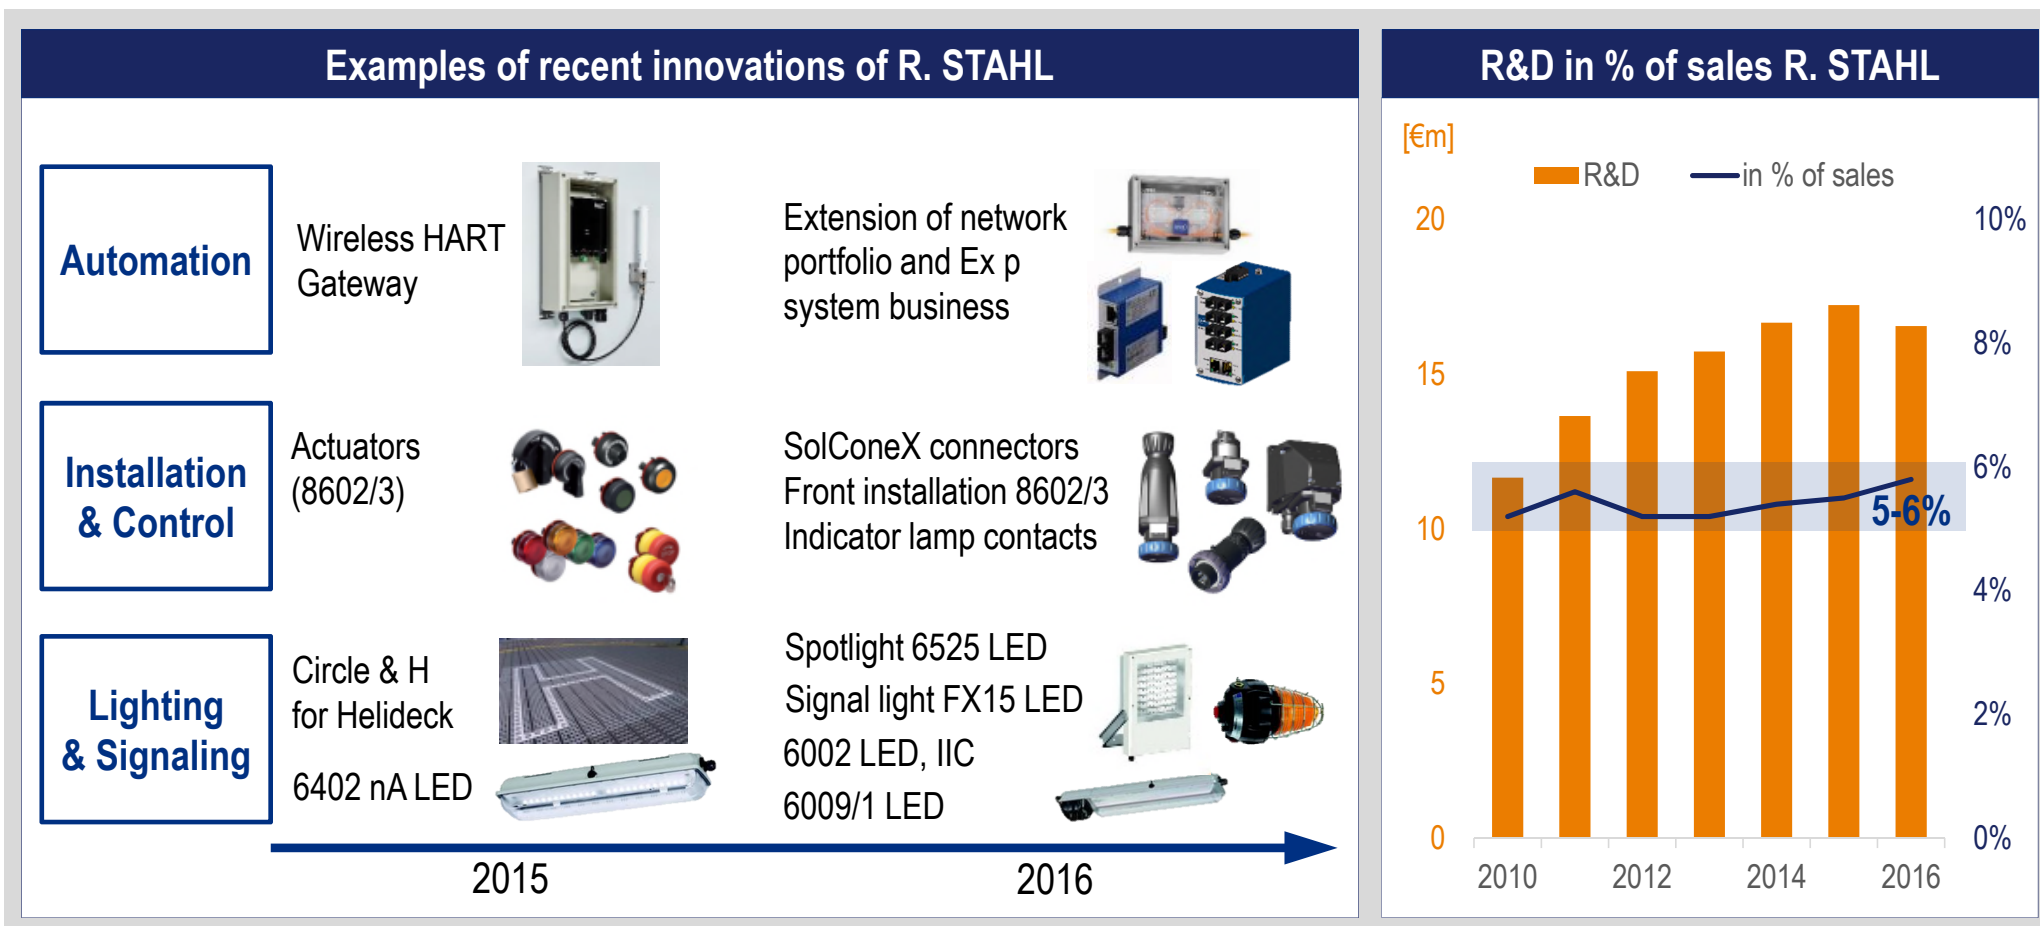 Examples of recent innovations of R. STAHL
Automation
Wireless HART
Gateway
Extension of network
portfolio and Ex p
system business
Installation
& Control
Actuators
(8602/3)
SolConeX connectors
Front installation 8602/3
Indicator lamp contacts
Lighting
& Signaling
Circle & H
for Helideck
6402 nA LED
Spotlight 6525 LED
Signal light FX15 LED
6002 LED, IIC
6009/1 LED
2015
2016
R&D in % of sales R. STAHL
[€m]
R&D
in % of sales
20
10%
8%
15
6%
5-6%
10
4%
5
2%
0
0%
2010
2012
2014
2016